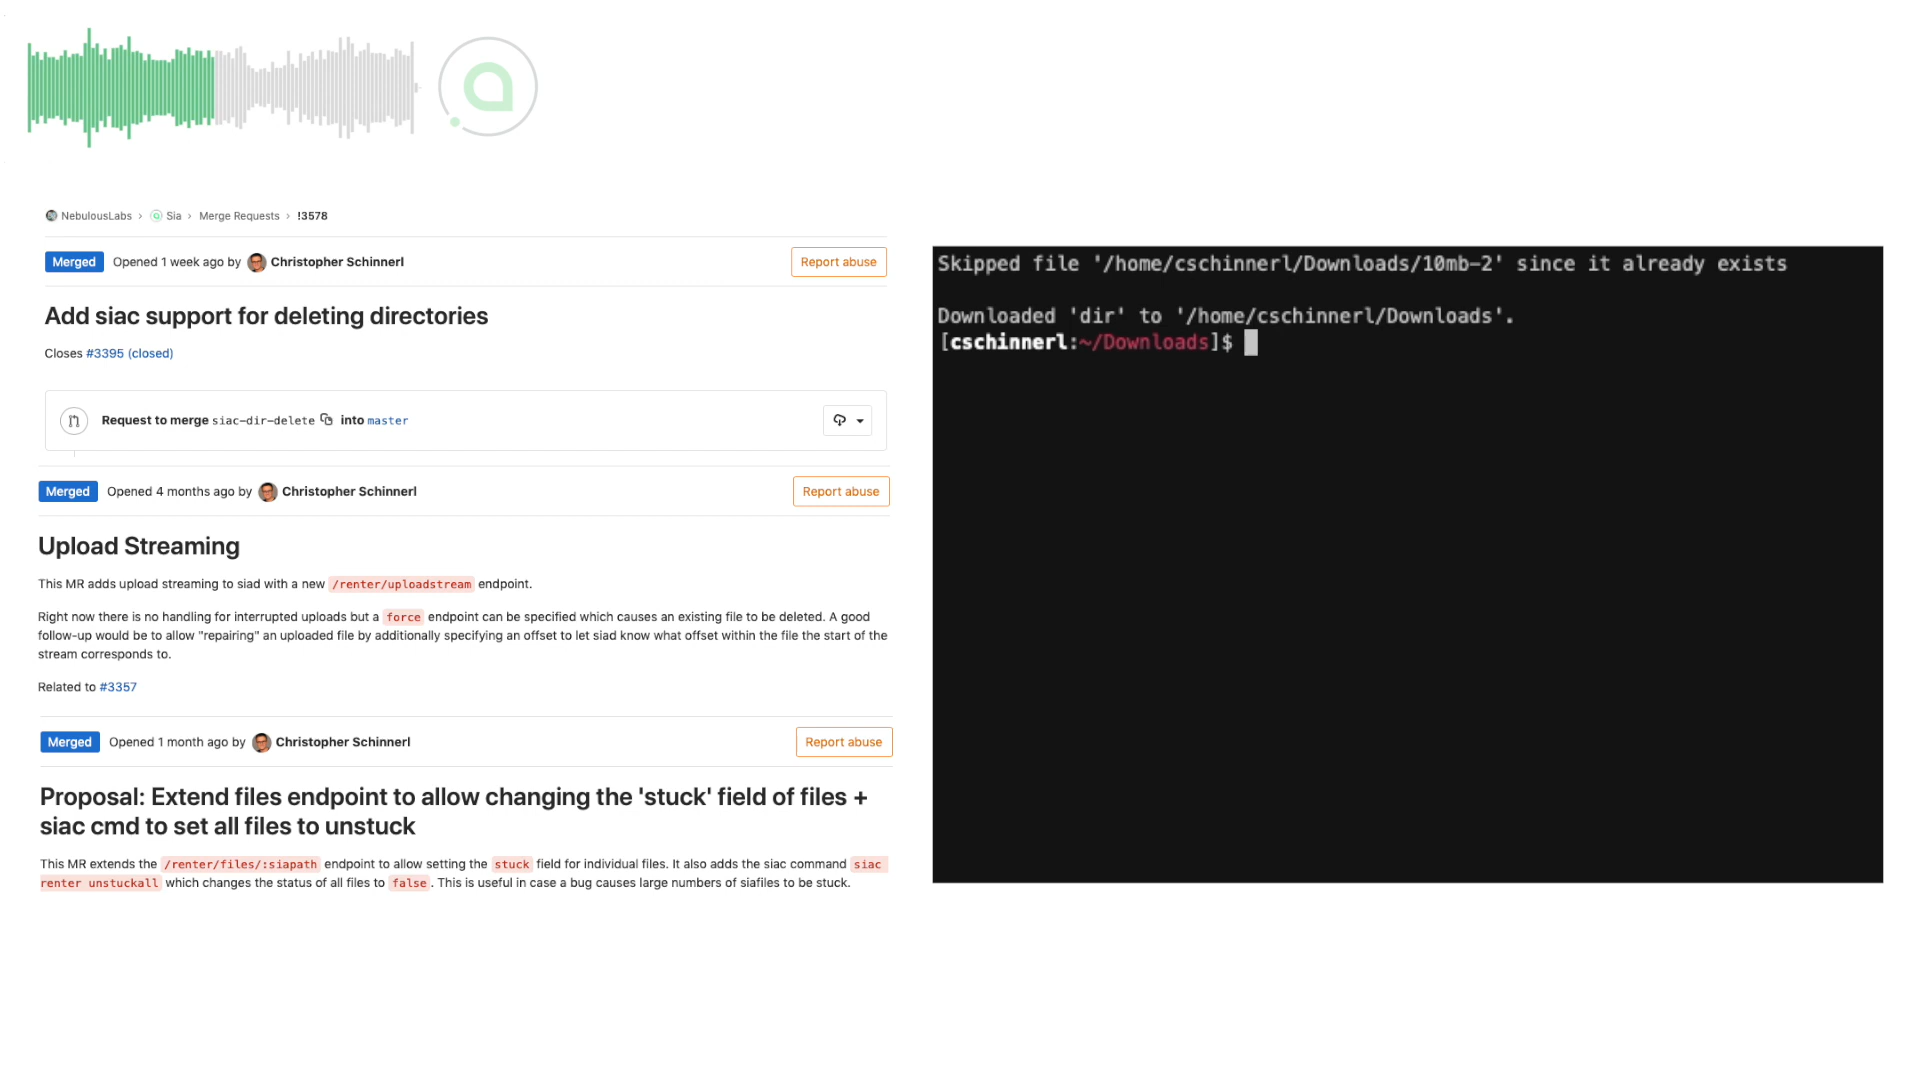 NebulousLabs > Sia > Merge Requests > !3578
Merged Opened 1 week ago by Christopher Schinnerl Report abuse
Add siac support for deleting directories
Closes #3395 (closed)
Request to merge siac-dir-delete into master
Merged Opened 4 months ago by Christopher Schinnerl Report abuse
Upload Streaming
This MR adds upload streaming to siad with a new /renter/uploadstream endpoint.
Right now there is no handling for interrupted uploads but a force endpoint can be specified which causes an existing file to be deleted. A good
follow-up would be to allow "repairing" an uploaded file by additionally specifying an offset to let siad know what offset within the file the start of the
stream corresponds to.
Related to #3357
Merged Opened 1 month ago by Christopher Schinnerl Report abuse
Proposal: Extend files endpoint to allow changing the 'stuck' field of files +
siac cmd to set all files to unstuck
This MR extends the /renter/files/:siapath endpoint to allow setting the stuck field for individual files. It also adds the siac command siac
renter unstuckall which changes the status of all files to false. This is useful in case a bug causes large numbers of siafiles to be stuck.
Skipped file '/home/cschinnerl/Downloads/10mb-2' since it already exists
Downloaded 'dir' to '/home/cschinnerl/Downloads'.
[cschinnerl:~/Downloads]$